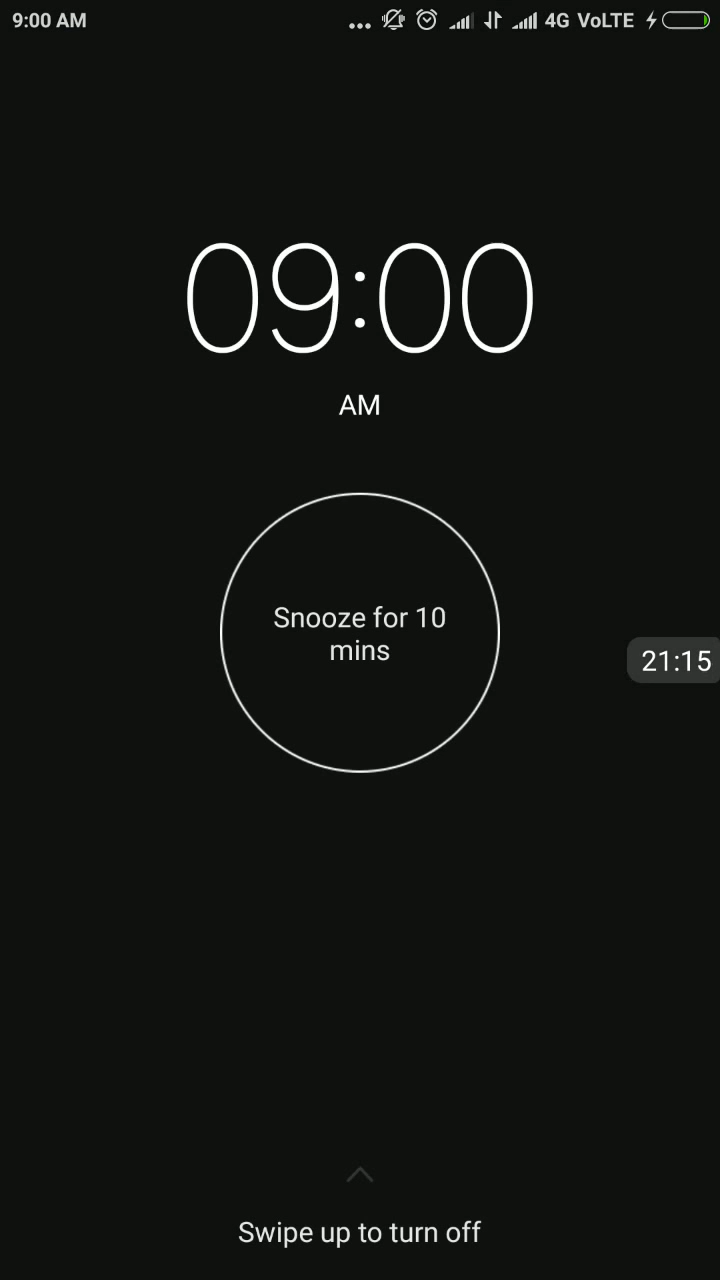 9:00 AM ... 4G VoLTE
09:00
AM
Snooze for 10
mins
21:15
Swipe up to turn off